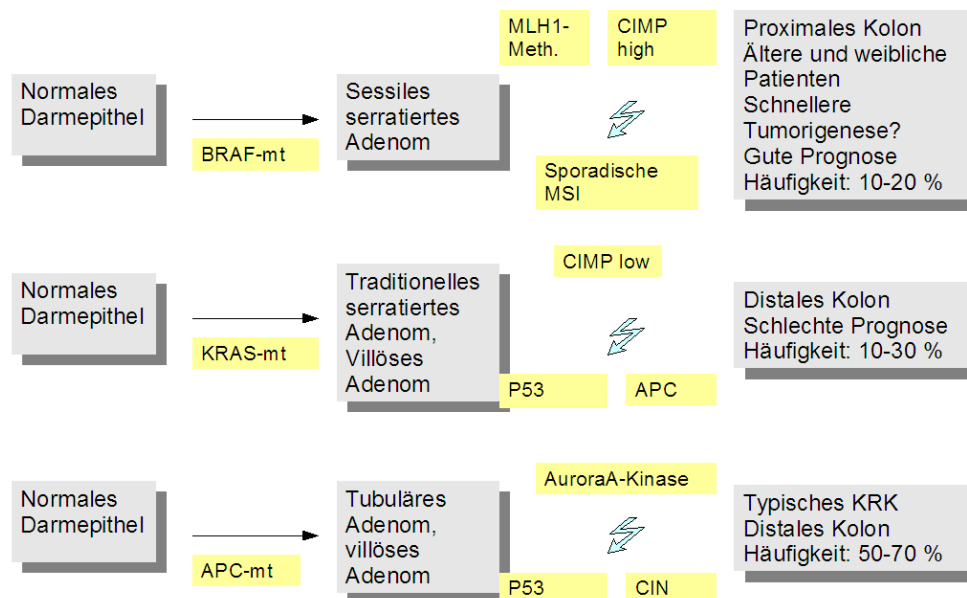 Normales
Darmepithel
BRAF-mt
Sessiles
serratiertes
Adenom
MLH1-
Meth.
CIMP
high
Sporadische
MSI
Proximales Kolon
Ältere und weibliche
Patienten
Schnellere
Tumorigenese?
Gute Prognose
Häufigkeit: 10-20 %
Normales
Darmepithel
KRAS-mt
Traditionelles
serratiertes
Adenom,
Villöses
Adenom
CIMP low
P53
APC
Distales Kolon
Schlechte Prognose
Häufigkeit: 10-30 %
Normales
Darmepithel
APC-mt
Tubuläres
Adenom,
villöses
Adenom
AuroraA-Kinase
P53
CIN
Typisches KRK
Distales Kolon
Häufigkeit: 50-70 %